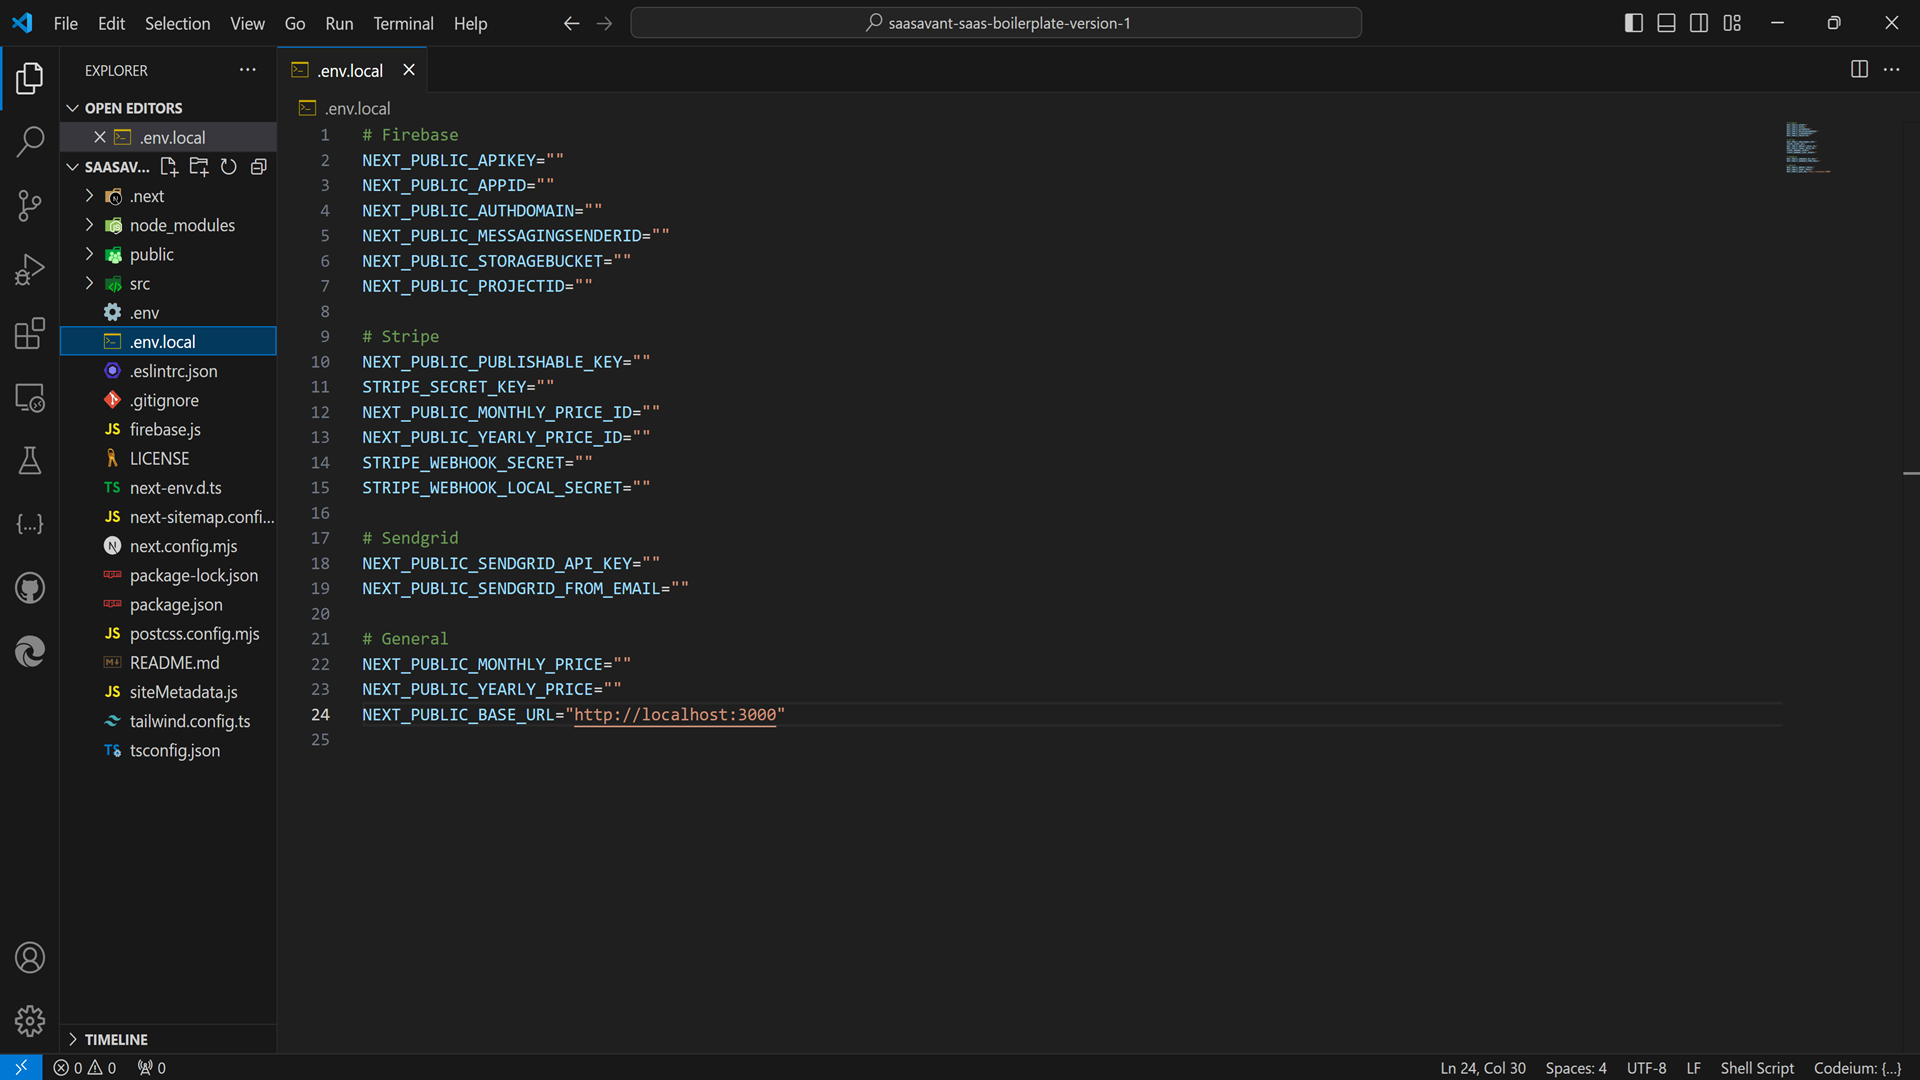 File Edit Selection View Go Run Terminal Help
saasavant-saas-boilerplate-version-1
EXPLORER
OPEN EDITORS
.env.local
SAASAV...
.next
node_modules
public
src
.env
.env.local
.eslintrc.json
.gitignore
JS firebase.js
LICENSE
TS next-env.d.ts
JS next-sitemap.confi...
N next.config.mjs
package-lock.json
package.json
JS postcss.config.mjs
README.md
JS siteMetadata.js
tailwind.config.ts
TS tsconfig.json
TIMELINE
.env.local
.env.local
1 # Firebase
2 NEXT_PUBLIC_APIKEY=""
3 NEXT_PUBLIC_APPID=""
4 NEXT_PUBLIC_AUTHDOMAIN=""
5 NEXT_PUBLIC_MESSAGINGSENDERID=""
6 NEXT_PUBLIC_STORAGEBUCKET=""
7 NEXT_PUBLIC_PROJECTID=""
8
9 # Stripe
10 NEXT_PUBLIC_PUBLISHABLE_KEY=""
11 STRIPE_SECRET_KEY=""
12 NEXT_PUBLIC_MONTHLY_PRICE_ID=""
13 NEXT_PUBLIC_YEARLY_PRICE_ID=""
14 STRIPE_WEBHOOK_SECRET=""
15 STRIPE_WEBHOOK_LOCAL_SECRET=""
16
17 # Sendgrid
18 NEXT_PUBLIC_SENDGRID_API_KEY=""
19 NEXT_PUBLIC_SENDGRID_FROM_EMAIL=""
20
21 # General
22 NEXT_PUBLIC_MONTHLY_PRICE=""
23 NEXT_PUBLIC_YEARLY_PRICE=""
24 NEXT_PUBLIC_BASE_URL="http://localhost:3000"
25
0 0 0
Ln 24, Col 30 Spaces: 4 UTF-8 LF Shell Script Codeium: {...}